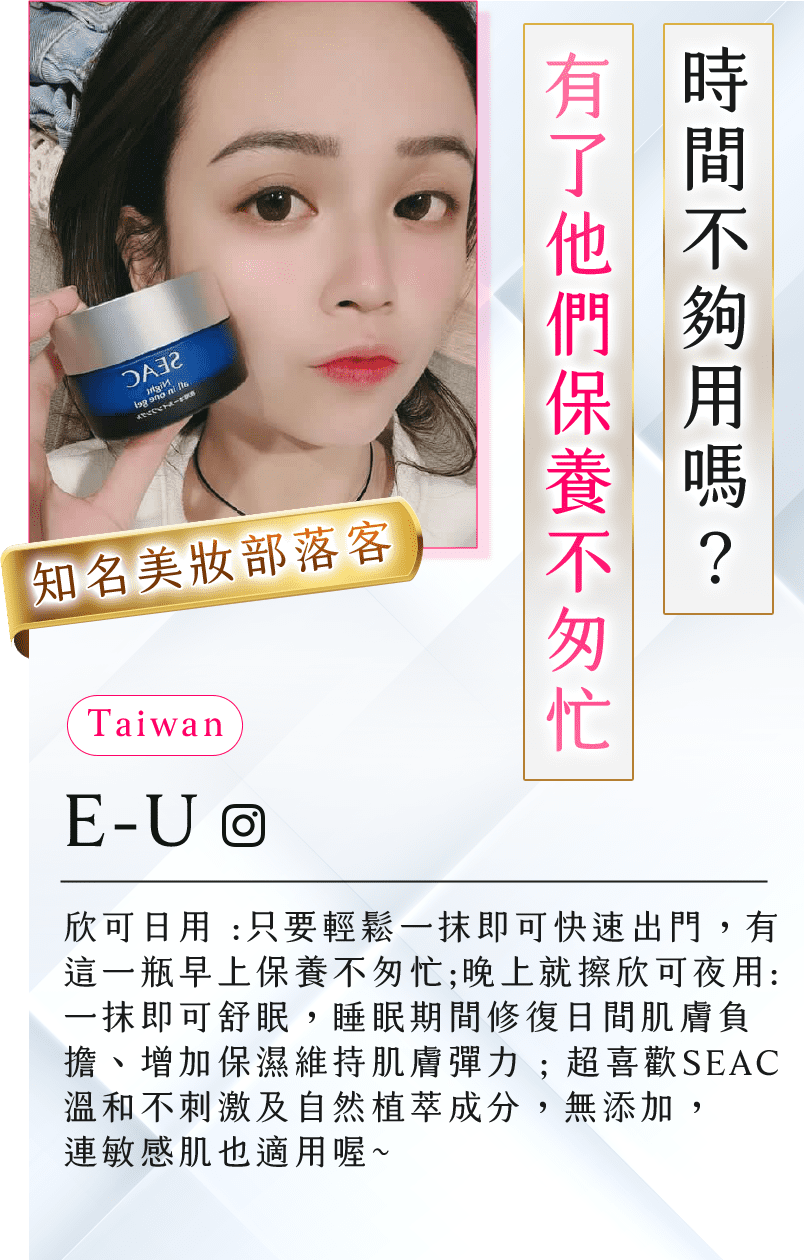 時間不夠用嗎？
有了他們保養不匆忙
SEAC
Night
all in one gel
知名美妝部落客
Taiwan
E-U
欣可日用 :只要輕鬆一抹即可快速出門，有
這一瓶早上保養不匆忙;晚上就擦欣可夜用:
一抹即可舒眠，睡眠期間修復日間肌膚負
擔、增加保濕維持肌膚彈力；超喜歡SEAC
溫和不刺激及自然植萃成分，無添加，
連敏感肌也適用喔~